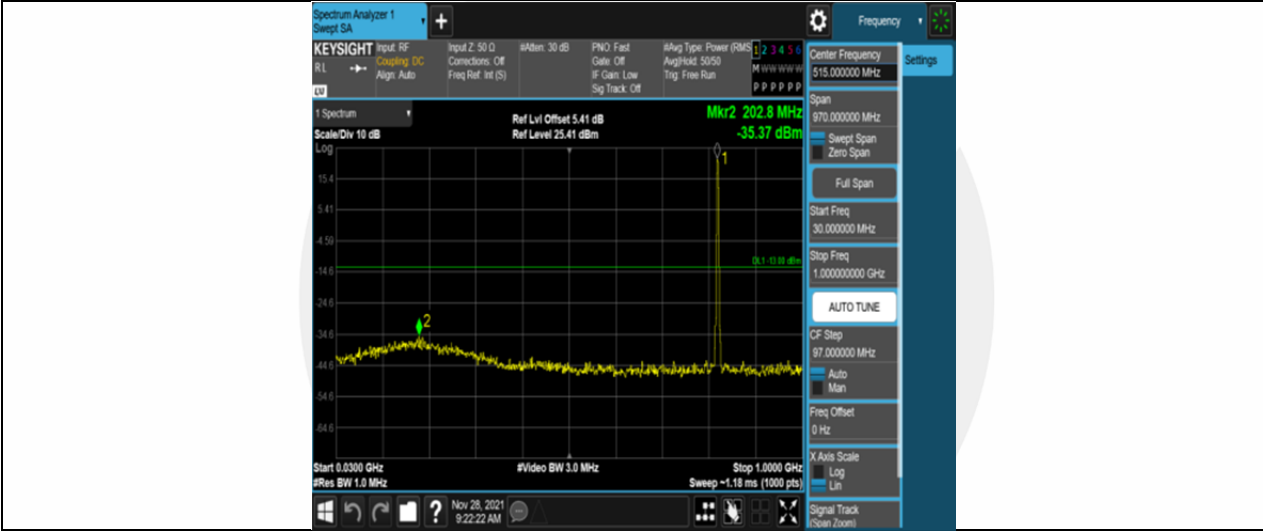 Spectrum Analyzer 1
Swept SA
+
Frequency
KEYSIGHT
RL
Input: RF
Coupling: DC
Align: Auto
Input Z: 50 Ω
Corrections: Off
Freq Ref: Int (S)
#Atten: 30 dB
PNO: Fast
Gate: Off
IF Gain: Low
Sig Track: Off
#Avg Type: Power (RMS
Avg|Hold: 50/50
Trig: Free Run
1 2 3 4 5 6
M W W W W W
P P P P P P
Settings
Center Frequency
515.000000 MHz
Span
970.000000 MHz
Swept Span
Zero Span
Full Span
Start Freq
30.000000 MHz
Stop Freq
1.000000000 GHz
AUTO TUNE
CF Step
97.000000 MHz
Auto
Man
Freq Offset
0 Hz
X Axis Scale
Log
Lin
Signal Track
(Span Zoom)
1 Spectrum
Scale/Div 10 dB
Log
Ref Lvl Offset 5.41 dB
Ref Level 25.41 dBm
Mkr2 202.8 MHz
-35.37 dBm
1
15.4
5.41
-4.59
DL1 -13.00 dBm
-14.6
-24.6
2
-34.6
-44.6
-54.6
-64.6
Start 0.0300 GHz
#Video BW 3.0 MHz
Stop 1.0000 GHz
#Res BW 1.0 MHz
Sweep ~1.18 ms (1000 pts)
?
Nov 28, 2021
9:22:22 AM